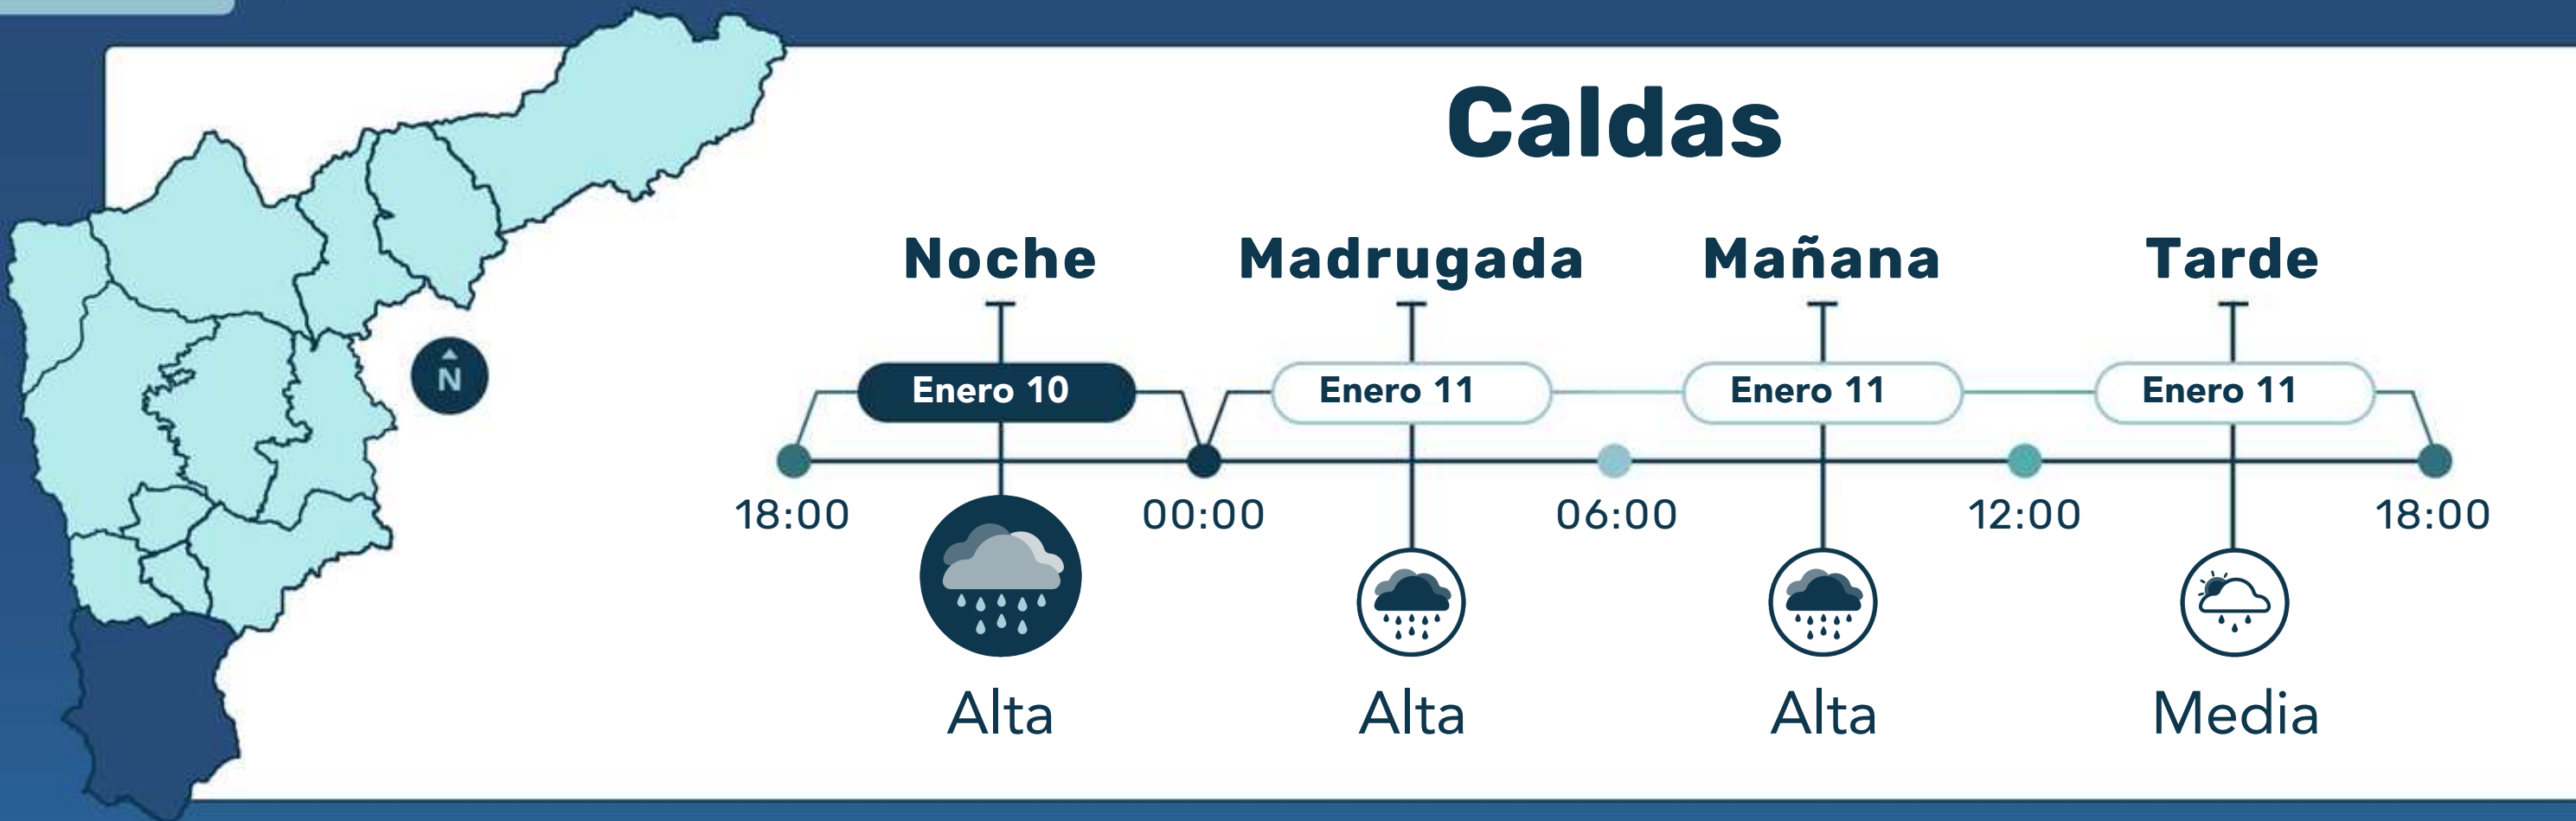 Caldas
Noche
Madrugada
Mañana
Tarde
Enero 10
Enero 11
Enero 11
Enero 11
N
18:00
00:00
06:00
12:00
18:00
Alta
Alta
Alta
Media